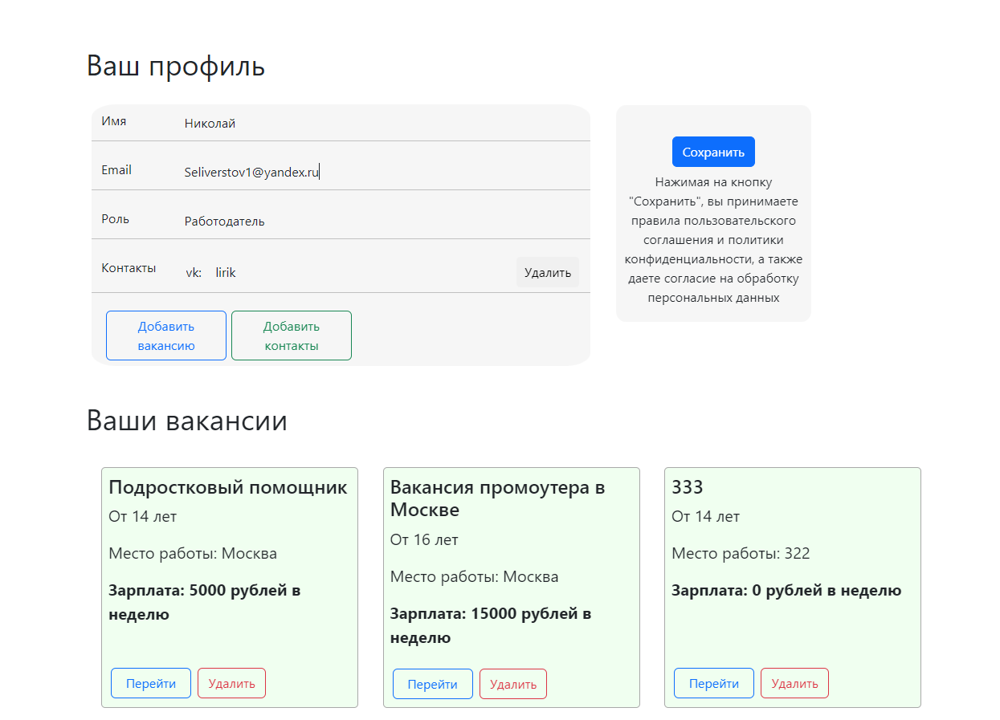 Ваш профиль
Имя
Николай
Email
Seliverstov1@yandex.ru
Роль
Работодатель
Контакты
vk: lirik
Удалить
Добавить
вакансию
Добавить
контакты
Сохранить
Нажимая на кнопку
"Сохранить", вы принимаете
правила пользовательского
соглашения и политики
конфиденциальности, а также
даете согласие на обработку
персональных данных
Ваши вакансии
Подростковый помощник
От 14 лет
Место работы: Москва
Зарплата: 5000 рублей в
неделю
Перейти
Удалить
Вакансия промоутера в
Москве
От 16 лет
Место работы: Москва
Зарплата: 15000 рублей в
неделю
Перейти
Удалить
333
От 14 лет
Место работы: 322
Зарплата: 0 рублей в неделю
Перейти
Удалить